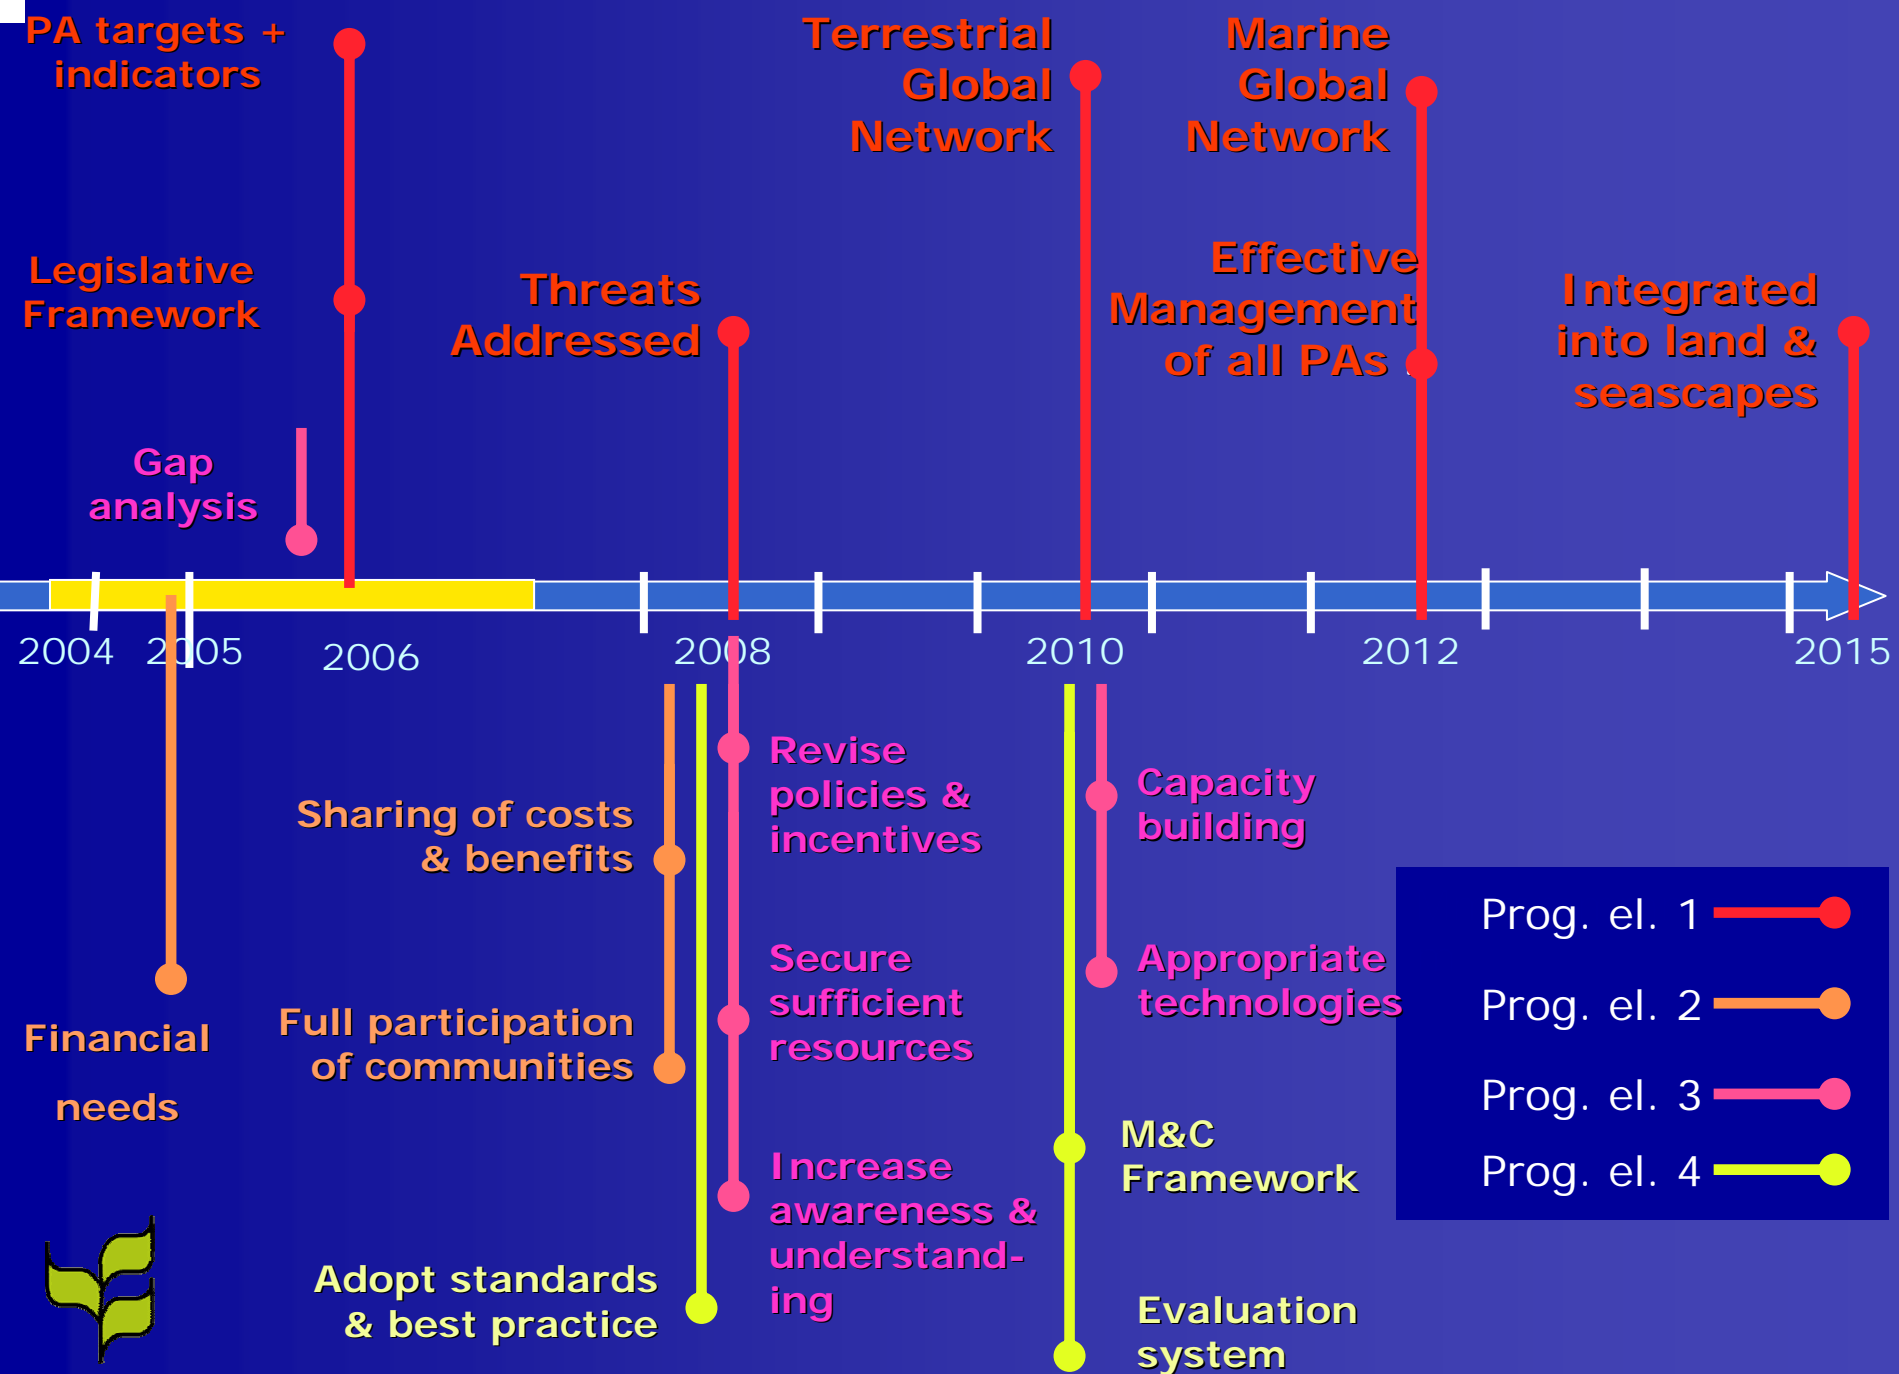 PA targets +
indicators
Terrestrial
Global
Network
Marine
Global
Network
Legislative
Framework
Threats
Addressed
Effective
Management
of all PAs
Integrated
into land &
seascapes
Gap
analysis
2004
2005
2006
2008
2010
2012
2015
Financial
needs
Sharing of costs
& benefits
Full participation
of communities
Adopt standards
& best practice
Revise
policies &
incentives
Secure
sufficient
resources
Increase
awareness &
understand-
ing
Capacity
building
Appropriate
technologies
M&C
Framework
Evaluation
system
Prog. el. 1
Prog. el. 2
Prog. el. 3
Prog. el. 4